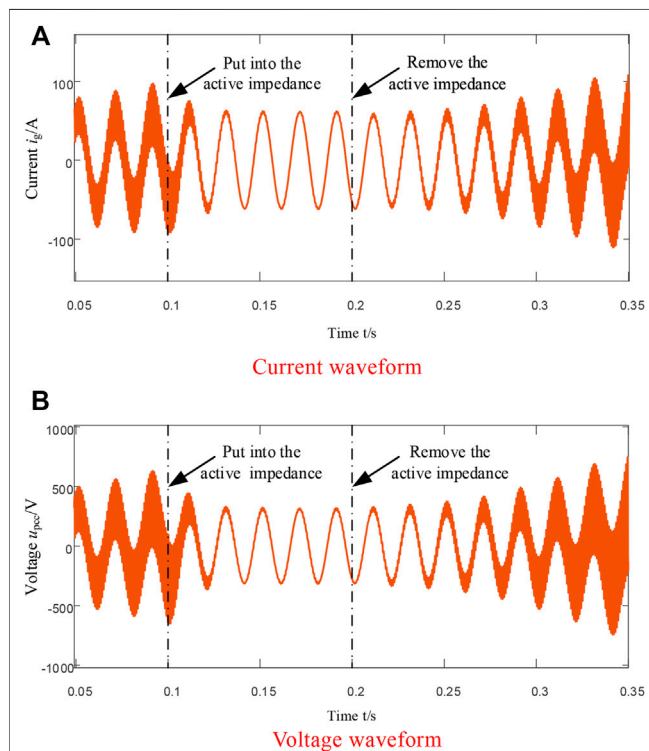 A
Put into the
active impedance
Remove the
active impedance
Current ig/A
100
0
-100
0.05
0.1
0.15
0.2
0.25
0.3
0.35
Time t/s
Current waveform
B
Put into the
active impedance
Remove the
active impedance
Voltage upcc/V
1000
500
0
-500
-1000
0.05
0.1
0.15
0.2
0.25
0.3
0.35
Time t/s
Voltage waveform